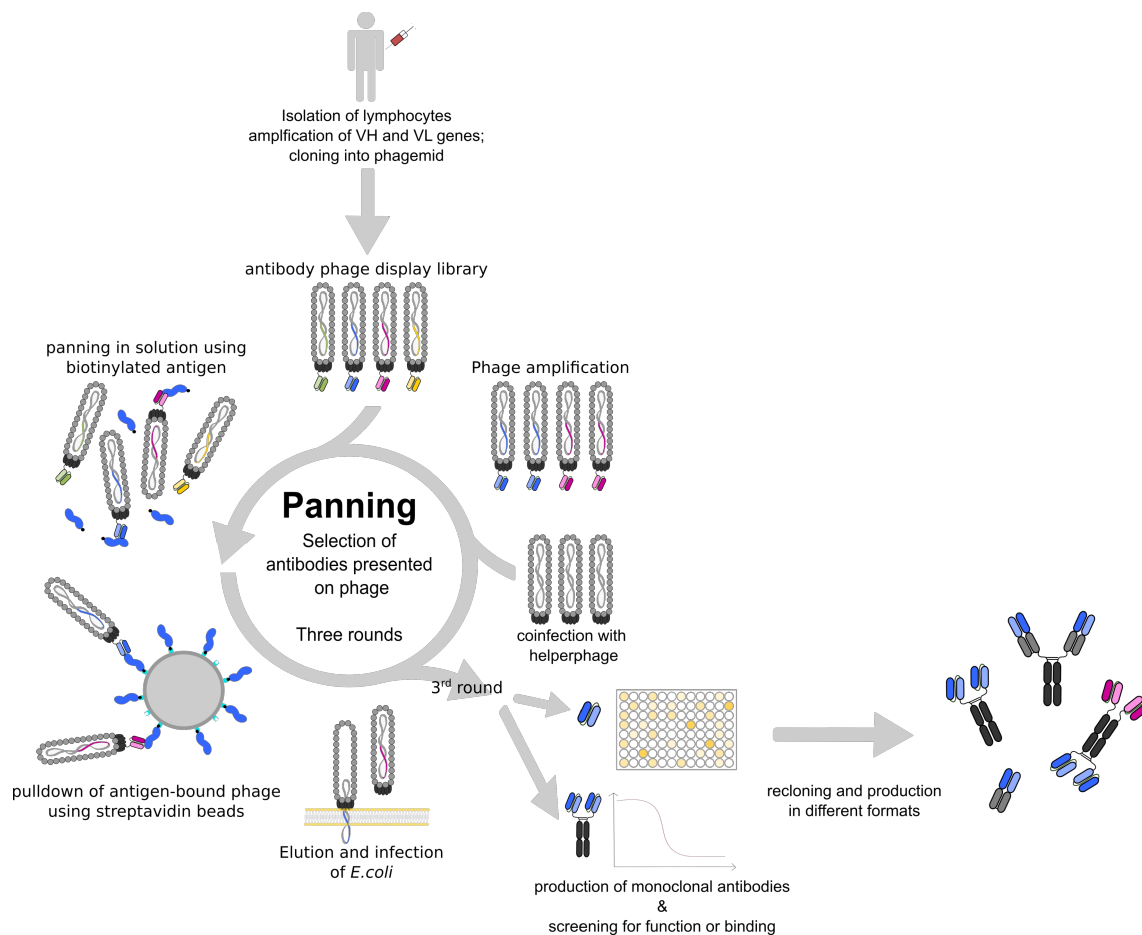 Isolation of lymphocytes
amplfication of VH and VL genes;
cloning into phagemid
antibody phage display library
panning in solution using
biotinylated antigen
Phage amplification
Panning
Selection of
antibodies presented
on phage
Three rounds
coinfection with
helperphage
3rd round
pulldown of antigen-bound phage
using streptavidin beads
Elution and infection
of E.coli
recloning and production
in different formats
production of monoclonal antibodies
&
screening for function or binding